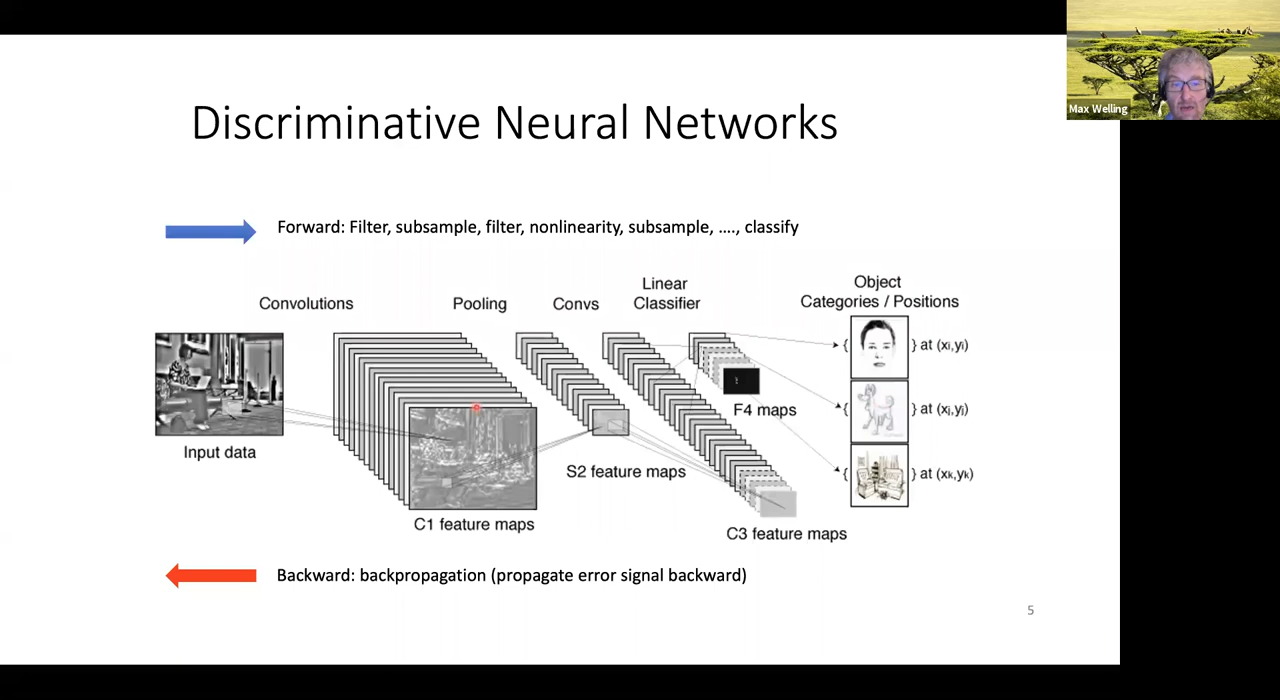 Max Welling
Discriminative Neural Networks
Forward: Filter, subsample, filter, nonlinearity, subsample, …., classify
Convolutions
Pooling
Convs
Linear
Classifier
Object
Categories / Positions
{ } at (xi,yi)
{ } at (xj,yj)
{ } at (xk,yk)
Input data
C1 feature maps
S2 feature maps
F4 maps
C3 feature maps
Backward: backpropagation (propagate error signal backward)
5